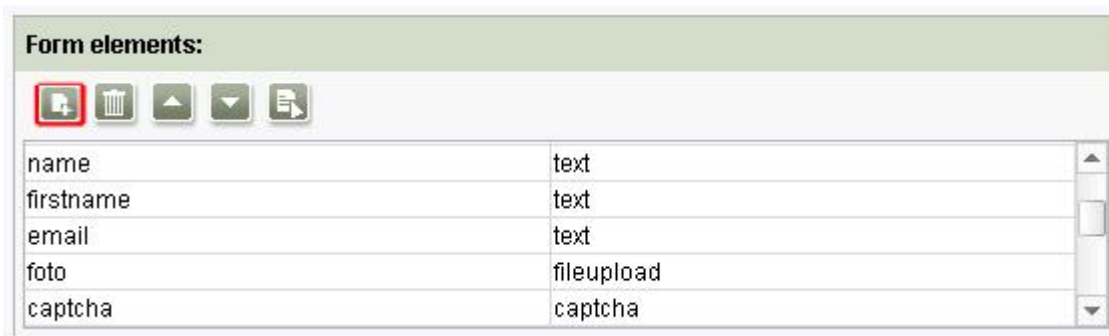 Form elements:
name text
firstname text
email text
foto fileupload
captcha captcha